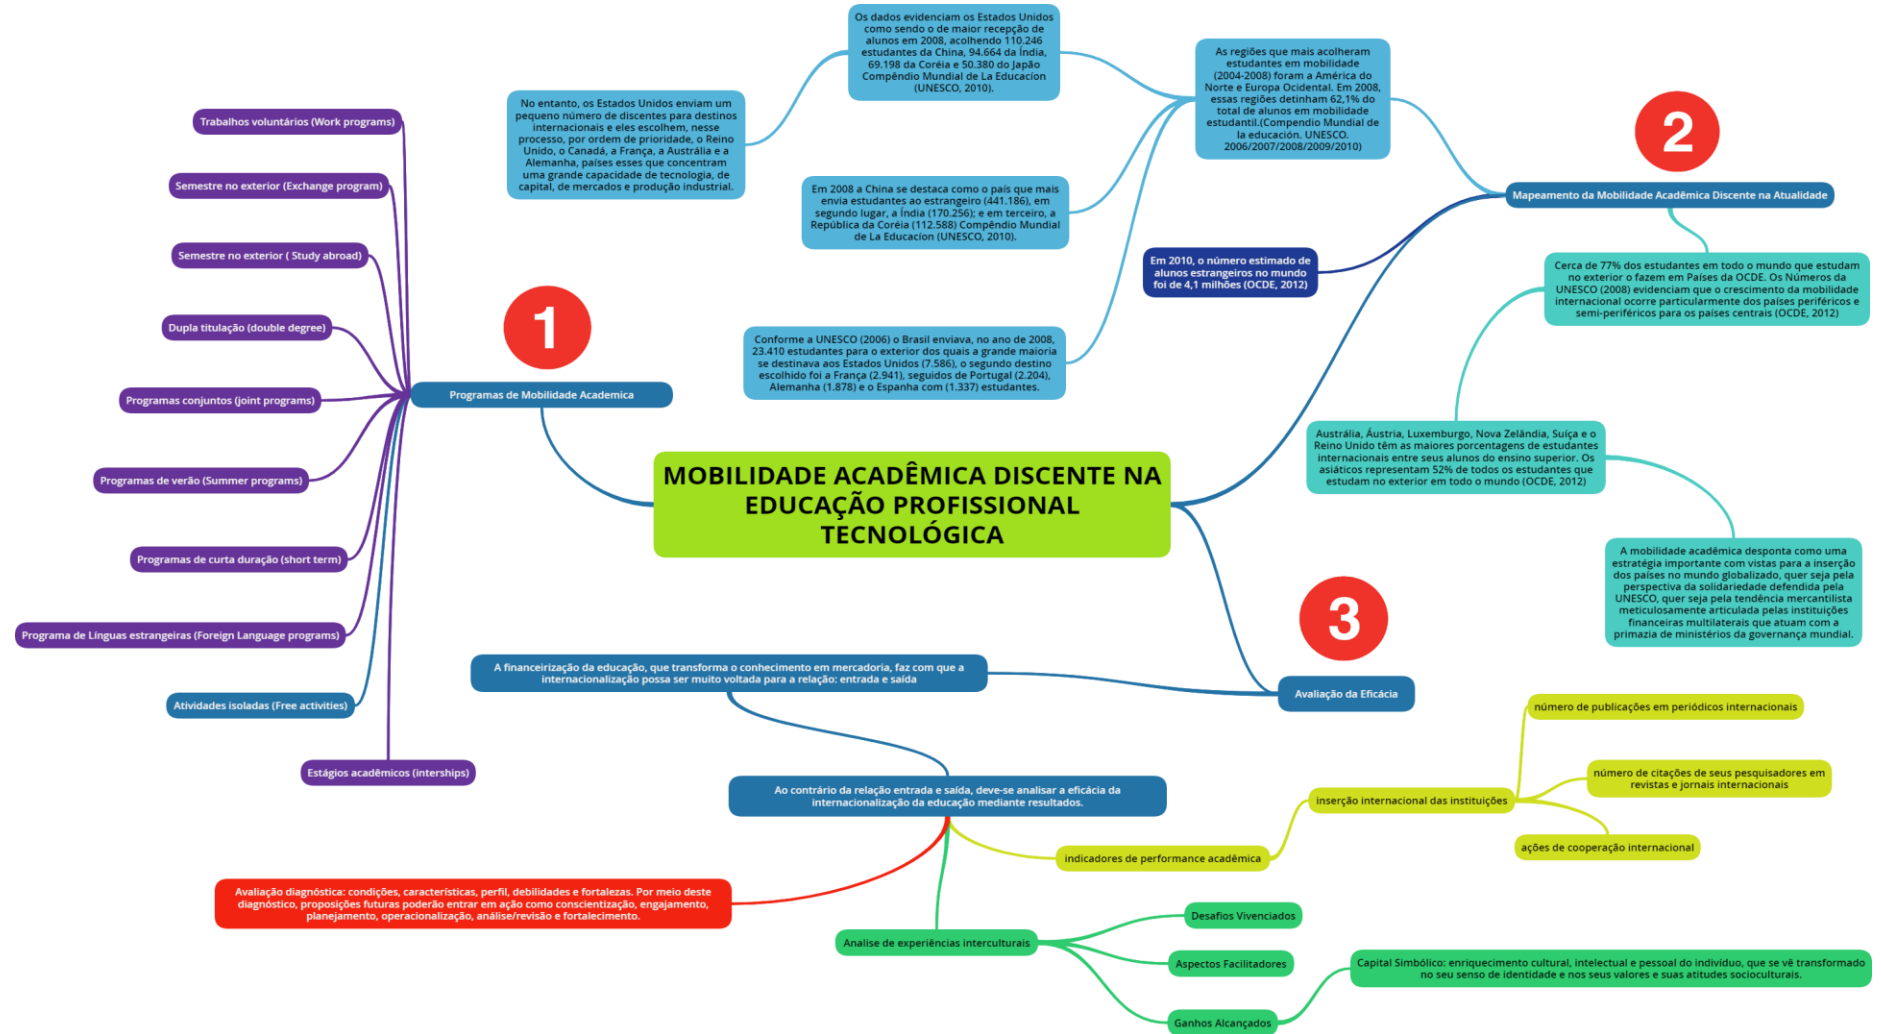 MOBILIDADE ACADÊMICA DISCENTE NA
EDUCAÇÃO PROFISSIONAL
TECNOLÓGICA
1
Programas de Mobilidade Academica
Trabalhos voluntários (Work programs)
Semestre no exterior (Exchange program)
Semestre no exterior ( Study abroad)
Dupla titulação (double degree)
Programas conjuntos (joint programs)
Programas de verão (Summer programs)
Programas de curta duração (short term)
Programa de Línguas estrangeiras (Foreign Language programs)
Atividades isoladas (Free activities)
Estágios acadêmicos (interships)
2
Mapeamento da Mobilidade Acadêmica Discente na Atualidade
As regiões que mais acolheram
estudantes em mobilidade
(2004-2008) foram a América do
Norte e Europa Ocidental. Em 2008,
essas regiões detinham 62,1% do
total de alunos em mobilidade
estudantil.(Compendio Mundial de
la educación. UNESCO.
2006/2007/2008/2009/2010)
Os dados evidenciam os Estados Unidos
como sendo o de maior recepção de
alunos em 2008, acolhendo 110.246
estudantes da China, 94.664 da Índia,
69.198 da Coréia e 50.380 do Japão
Compêndio Mundial de La Educacíon
(UNESCO, 2010).
No entanto, os Estados Unidos enviam um
pequeno número de discentes para destinos
internacionais e eles escolhem, nesse
processo, por ordem de prioridade, o Reino
Unido, o Canadá, a França, a Austrália e a
Alemanha, países esses que concentram
uma grande capacidade de tecnologia, de
capital, de mercados e produção industrial.
Em 2008 a China se destaca como o país que mais
envia estudantes ao estrangeiro (441.186), em
segundo lugar, a Índia (170.256); e em terceiro, a
República da Coréia (112.588) Compêndio Mundial
de La Educacíon (UNESCO, 2010).
Conforme a UNESCO (2006) o Brasil enviava, no ano de 2008,
23.410 estudantes para o exterior dos quais a grande maioria
se destinava aos Estados Unidos (7.586), o segundo destino
escolhido foi a França (2.941), seguidos de Portugal (2.204),
Alemanha (1.878) e o Espanha com (1.337) estudantes.
Em 2010, o número estimado de
alunos estrangeiros no mundo
foi de 4,1 milhões (OCDE, 2012)
Cerca de 77% dos estudantes em todo o mundo que estudam
no exterior o fazem em Países da OCDE. Os Números da
UNESCO (2008) evidenciam que o crescimento da mobilidade
internacional ocorre particularmente dos países periféricos e
semi-periféricos para os países centrais (OCDE, 2012)
Austrália, Áustria, Luxemburgo, Nova Zelândia, Suíça e o
Reino Unido têm as maiores porcentagens de estudantes
internacionais entre seus alunos do ensino superior. Os
asiáticos representam 52% de todos os estudantes que
estudam no exterior em todo o mundo (OCDE, 2012)
A mobilidade acadêmica desponta como uma
estratégia importante com vistas para a inserção
dos países no mundo globalizado, quer seja pela
perspectiva da solidariedade defendida pela
UNESCO, quer seja pela tendência mercantilista
meticulosamente articulada pelas instituições
financeiras multilaterais que atuam com a
primazia de ministérios da governança mundial.
3
Avaliação da Eficácia
A financeirização da educação, que transforma o conhecimento em mercadoria, faz com que a
internacionalização possa ser muito voltada para a relação: entrada e saída
Ao contrário da relação entrada e saída, deve-se analisar a eficácia da
internacionalização da educação mediante resultados.
Avaliação diagnóstica: condições, características, perfil, debilidades e fortalezas. Por meio deste
diagnóstico, proposições futuras poderão entrar em ação como conscientização, engajamento,
planejamento, operacionalização, análise/revisão e fortalecimento.
indicadores de performance acadêmica
inserção internacional das instituições
número de publicações em periódicos internacionais
número de citações de seus pesquisadores em
revistas e jornais internacionais
ações de cooperação internacional
Analise de experiências interculturais
Desafios Vivenciados
Aspectos Facilitadores
Ganhos Alcançados
Capital Simbólico: enriquecimento cultural, intelectual e pessoal do indivíduo, que se vê transformado
no seu senso de identidade e nos seus valores e suas atitudes socioculturais.